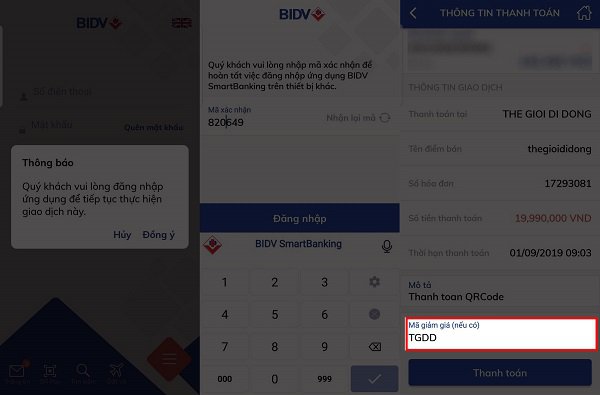 BIDV
Số điện thoại
Mật khẩu
Quên mật khẩu
Thông báo
Quý khách vui lòng đăng nhập
ứng dụng để tiếp tục thực hiện
giao dịch này.
Hủy Đồng ý
BIDV
Quý khách vui lòng nhập mã xác nhận để
hoàn tất việc đăng nhập ứng dụng BIDV
SmartBanking trên thiết bị khác.
Mã xác nhận
820649 Nhận lại mã
Đăng nhập
BIDV SmartBanking
1 2 3
4 5 6
7 8 9
000 0 999
THÔNG TIN THANH TOÁN
THÔNG TIN GIAO DỊCH
Thanh toán tại THE GIOI DI DONG
Tên điểm bán thegioididong
Số hóa đơn 17293081
Số tiền thanh toán 19,990,000 VND
Thời hạn thanh toán 01/09/2019 09:03
Mô tả
Thanh toan QRCode
Mã giảm giá (nếu có)
TGDD
Thanh toán